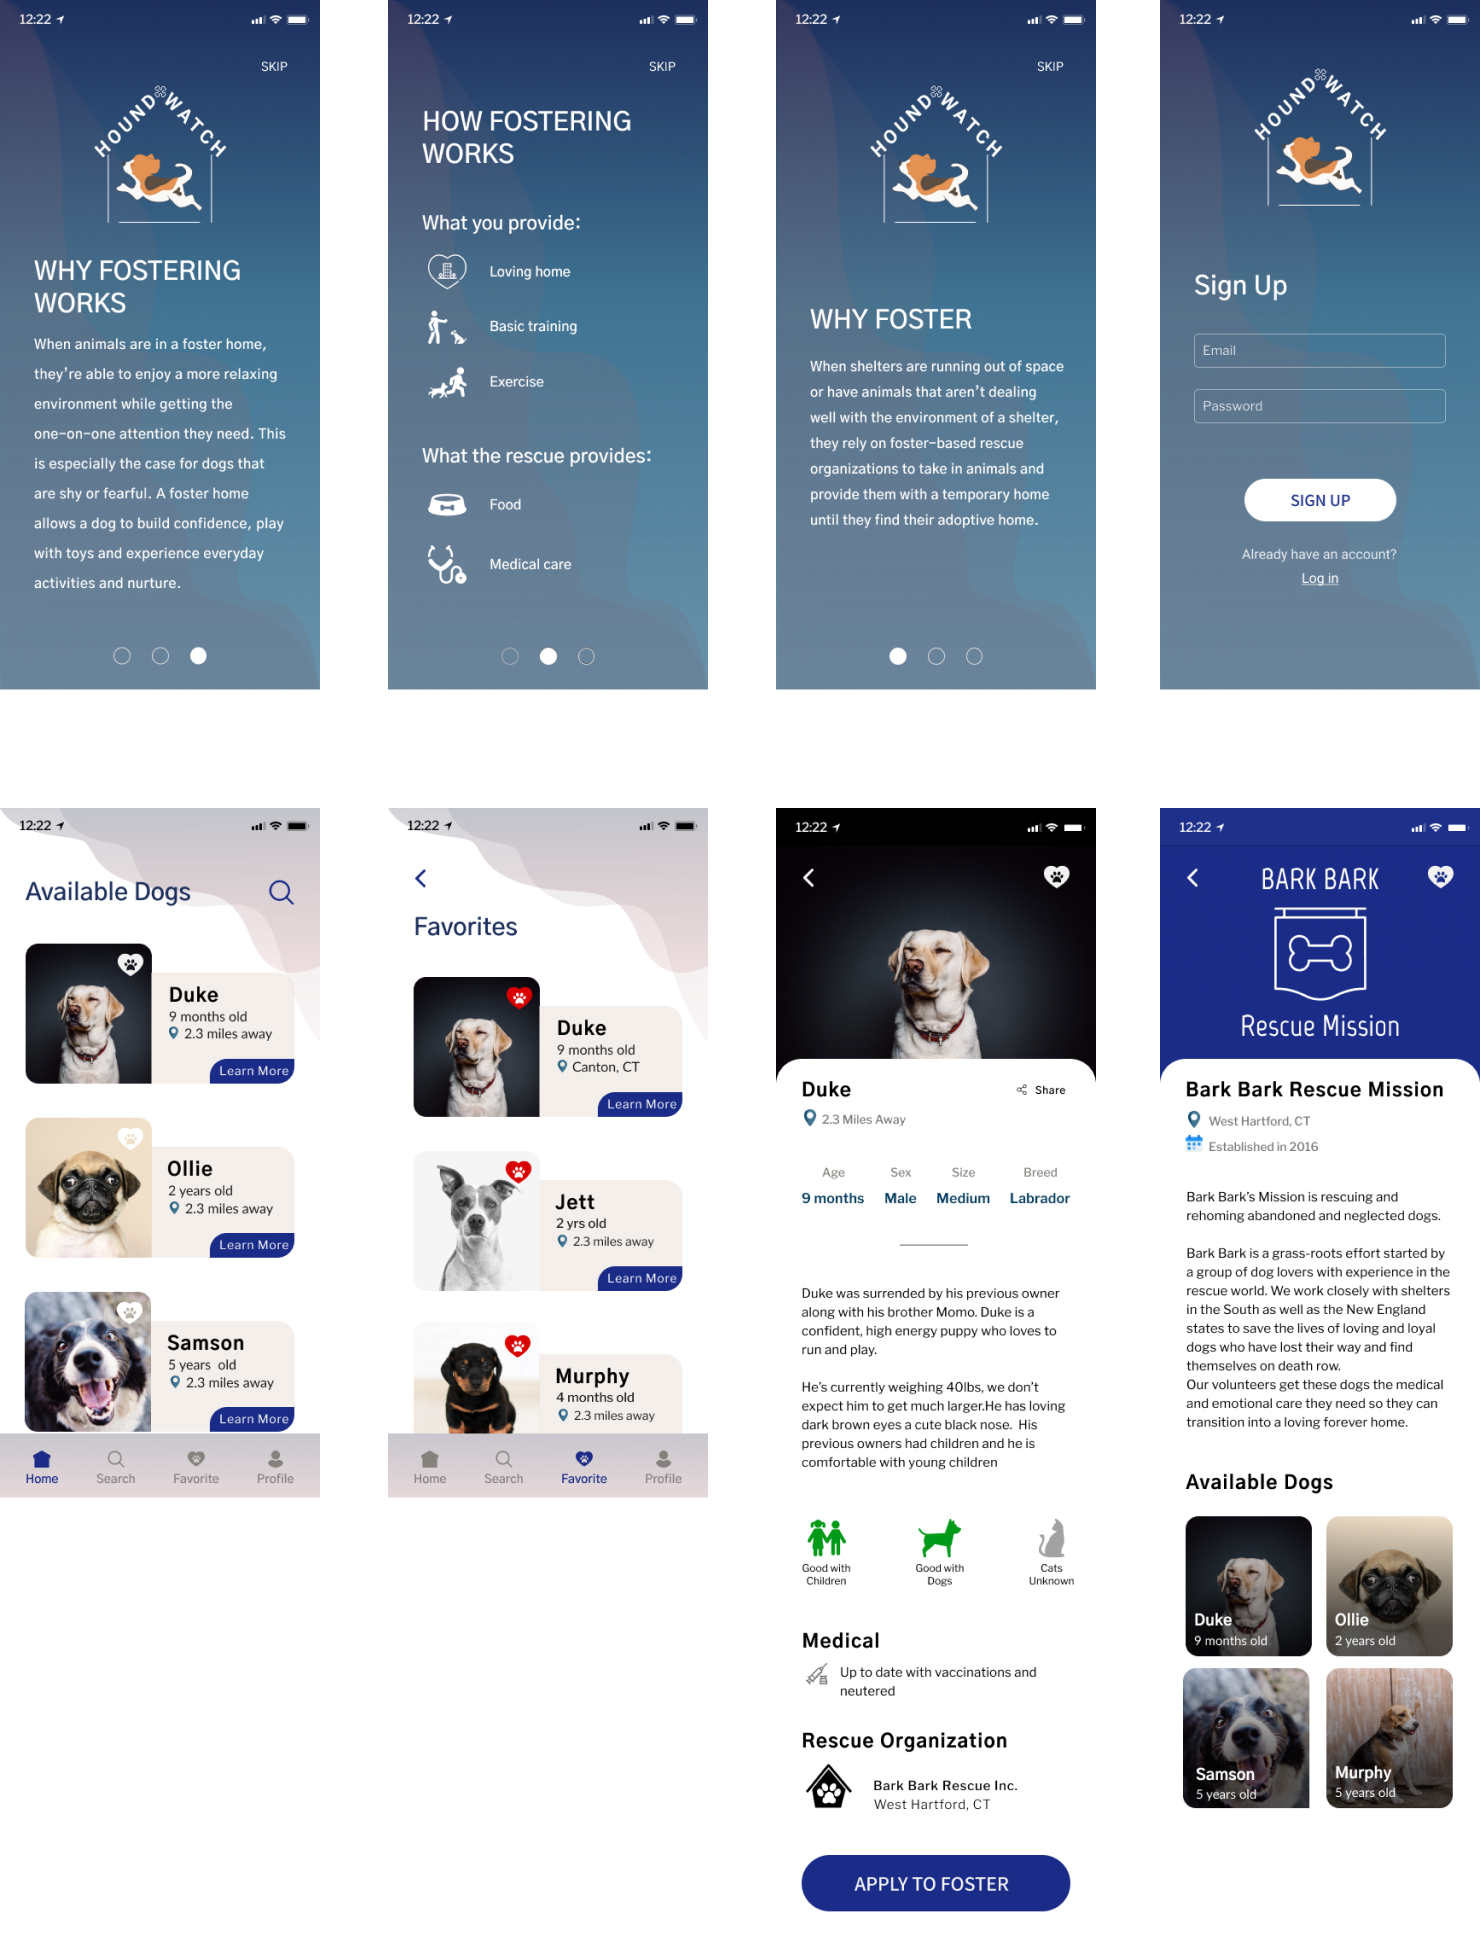 12:22
SKIP
HOUND WATCH
WHY FOSTERING
WORKS
When animals are in a foster home,
they're able to enjoy a more relaxing
environment while getting the
one-on-one attention they need. This
is especially the case for dogs that
are shy or fearful. A foster home
allows a dog to build confidence, play
with toys and experience everyday
activities and nurture.
12:22
SKIP
HOW FOSTERING
WORKS
What you provide:
Loving home
Basic training
Exercise
What the rescue provides:
Food
Medical care
12:22
SKIP
HOUND WATCH
WHY FOSTER
When shelters are running out of space
or have animals that aren't dealing
well with the environment of a shelter,
they rely on foster-based rescue
organizations to take in animals and
provide them with a temporary home
until they find their adoptive home.
12:22
HOUND WATCH
Sign Up
Email
Password
SIGN UP
Already have an account?
Log in
12:22
Available Dogs
Duke
9 months old
2.3 miles away
Learn More
Ollie
2 years old
2.3 miles away
Learn More
Samson
5 years old
2.3 miles away
Learn More
Home Search Favorite Profile
12:22
Favorites
Duke
9 months old
Canton, CT
Learn More
Jett
2 yrs old
2.3 miles away
Learn More
Murphy
4 months old
2.3 miles away
Home Search Favorite Profile
12:22
Duke
Share
2.3 Miles Away
Age Sex Size Breed
9 months Male Medium Labrador
Duke was surrended by his previous owner
along with his brother Momo. Duke is a
confident, high energy puppy who loves to
run and play.
He's currently weighing 40lbs, we don't
expect him to get much larger.He has loving
dark brown eyes a cute black nose. His
previous owners had children and he is
comfortable with young children
Good with
Children
Good with
Dogs
Cats
Unknown
Medical
Up to date with vaccinations and
neutered
Rescue Organization
Bark Bark Rescue Inc.
West Hartford, CT
APPLY TO FOSTER
12:22
BARK BARK
Rescue Mission
Bark Bark Rescue Mission
West Hartford, CT
Established in 2016
Bark Bark's Mission is rescuing and
rehoming abandoned and neglected dogs.
Bark Bark is a grass-roots effort started by
a group of dog lovers with experience in the
rescue world. We work closely with shelters
in the South as well as the New England
states to save the lives of loving and loyal
dogs who have lost their way and find
themselves on death row.
Our volunteers get these dogs the medical
and emotional care they need so they can
transition into a loving forever home.
Available Dogs
Duke
9 months old
Ollie
2 years old
Samson
5 years old
Murphy
5 years old